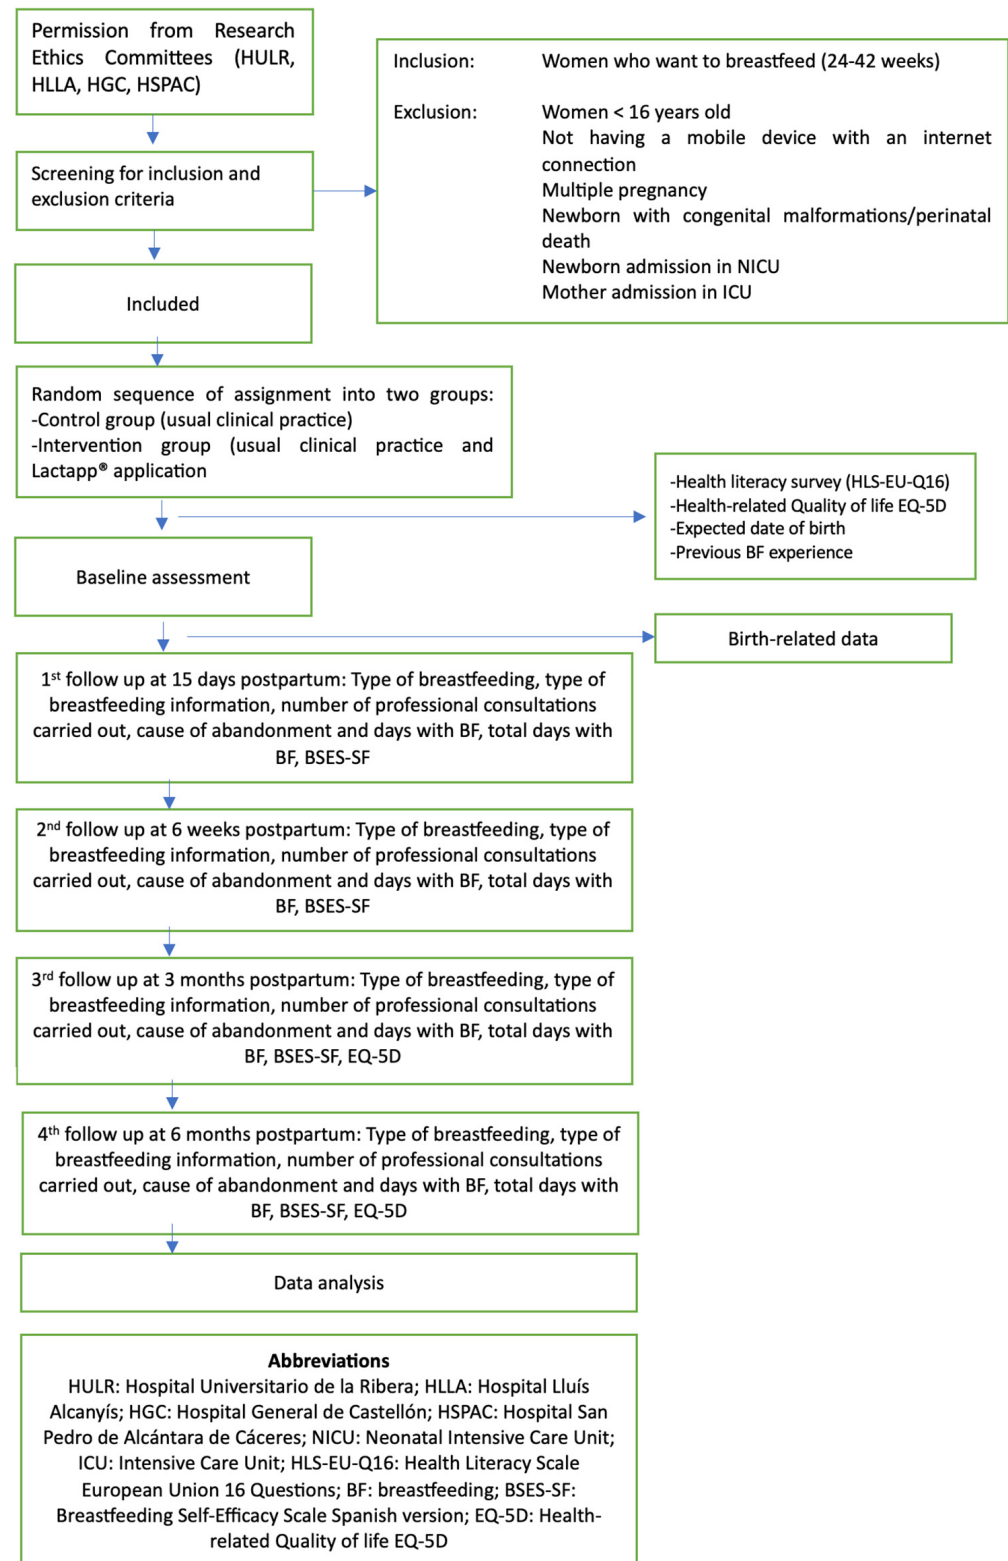 Permission from Research
Ethics Committees (HULR,
HLLA, HGC, HSPAC)
Screening for inclusion and
exclusion criteria
Inclusion: Women who want to breastfeed (24-42 weeks)
Exclusion: Women < 16 years old
Not having a mobile device with an internet
connection
Multiple pregnancy
Newborn with congenital malformations/perinatal
death
Newborn admission in NICU
Mother admission in ICU
Included
Random sequence of assignment into two groups:
-Control group (usual clinical practice)
-Intervention group (usual clinical practice and
Lactapp® application
-Health literacy survey (HLS-EU-Q16)
-Health-related Quality of life EQ-5D
-Expected date of birth
-Previous BF experience
Baseline assessment
Birth-related data
1st follow up at 15 days postpartum: Type of breastfeeding, type of
breastfeeding information, number of professional consultations
carried out, cause of abandonment and days with BF, total days with
BF, BSES-SF
2nd follow up at 6 weeks postpartum: Type of breastfeeding, type of
breastfeeding information, number of professional consultations
carried out, cause of abandonment and days with BF, total days with
BF, BSES-SF
3rd follow up at 3 months postpartum: Type of breastfeeding, type of
breastfeeding information, number of professional consultations
carried out, cause of abandonment and days with BF, total days with
BF, BSES-SF, EQ-5D
4th follow up at 6 months postpartum: Type of breastfeeding, type of
breastfeeding information, number of professional consultations
carried out, cause of abandonment and days with BF, total days with
BF, BSES-SF, EQ-5D
Data analysis
Abbreviations
HULR: Hospital Universitario de la Ribera; HLLA: Hospital Lluís
Alcanyís; HGC: Hospital General de Castellón; HSPAC: Hospital San
Pedro de Alcántara de Cáceres; NICU: Neonatal Intensive Care Unit;
ICU: Intensive Care Unit; HLS-EU-Q16: Health Literacy Scale
European Union 16 Questions; BF: breastfeeding; BSES-SF:
Breastfeeding Self-Efficacy Scale Spanish version; EQ-5D: Health-
related Quality of life EQ-5D